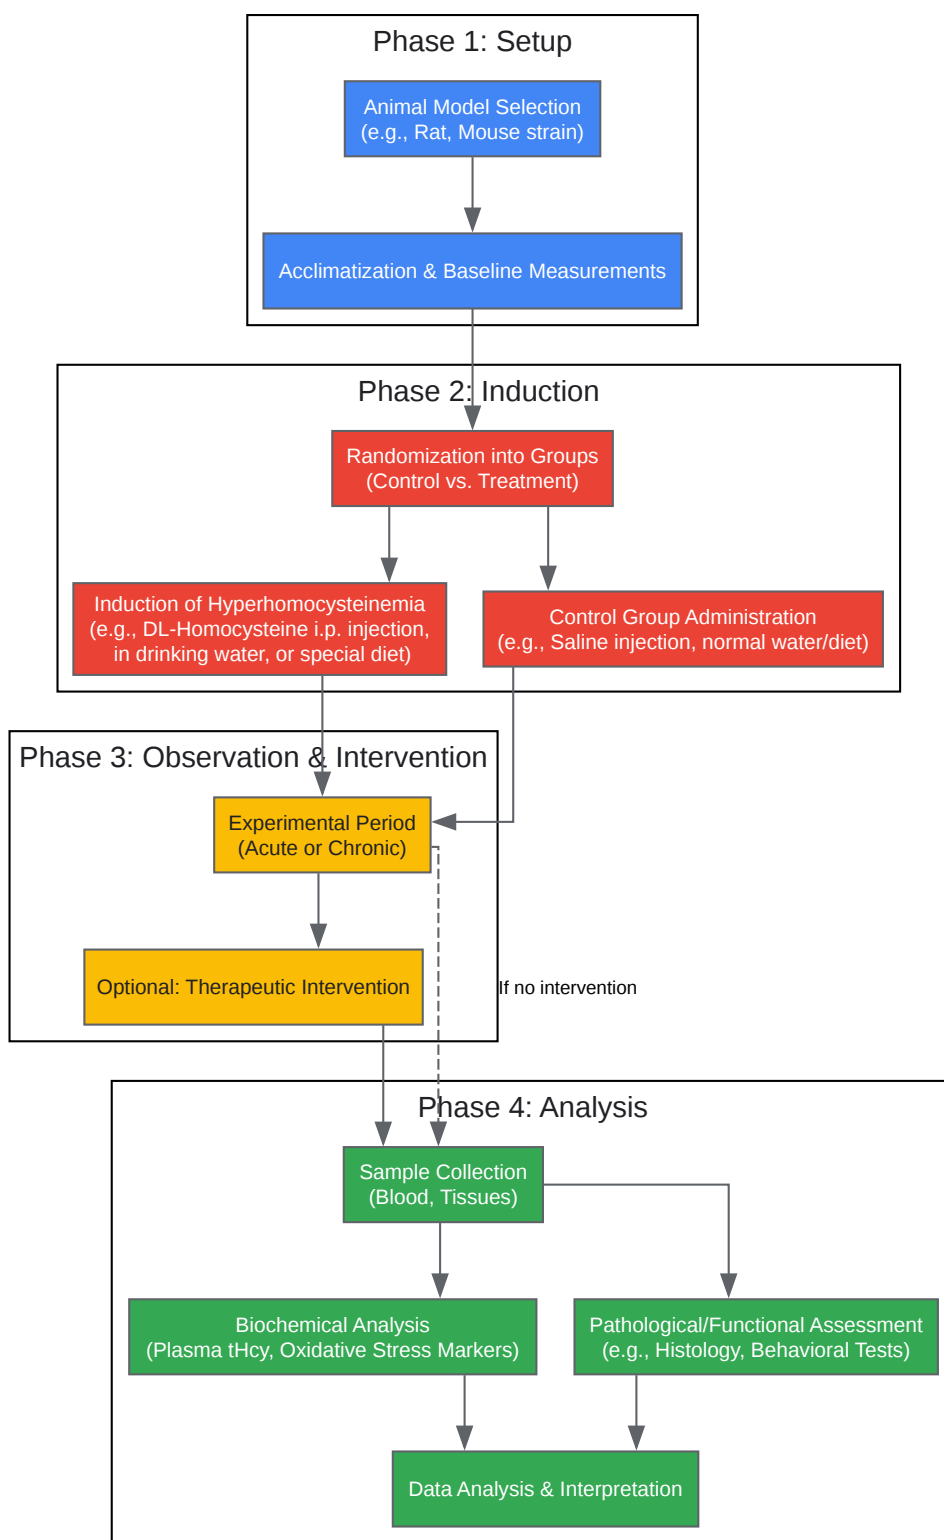 Phase 1: Setup
Animal Model Selection
(e.g., Rat, Mouse strain)
Acclimatization & Baseline Measurements
Phase 2: Induction
Randomization into Groups
(Control vs. Treatment)
Induction of Hyperhomocysteinemia
(e.g., DL-Homocysteine i.p. injection,
in drinking water, or special diet)
Control Group Administration
(e.g., Saline injection, normal water/diet)
Phase 3: Observation & Intervention
Experimental Period
(Acute or Chronic)
Optional: Therapeutic Intervention
If no intervention
Phase 4: Analysis
Sample Collection
(Blood, Tissues)
Biochemical Analysis
(Plasma tHcy, Oxidative Stress Markers)
Pathological/Functional Assessment
(e.g., Histology, Behavioral Tests)
Data Analysis & Interpretation